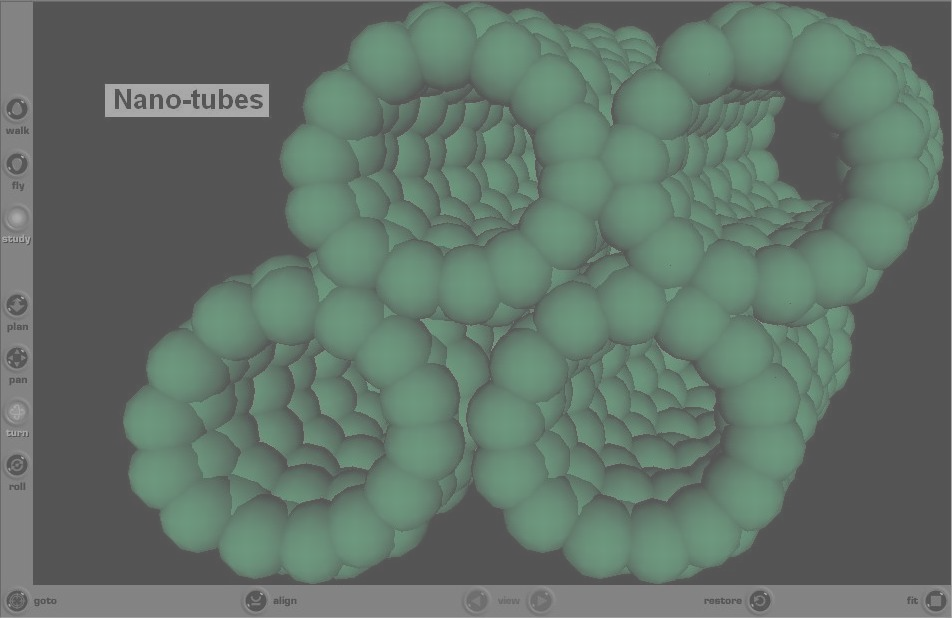 Nano-tubes
walk
fly
study
plan
pan
turn
roll
goto align view restore fit